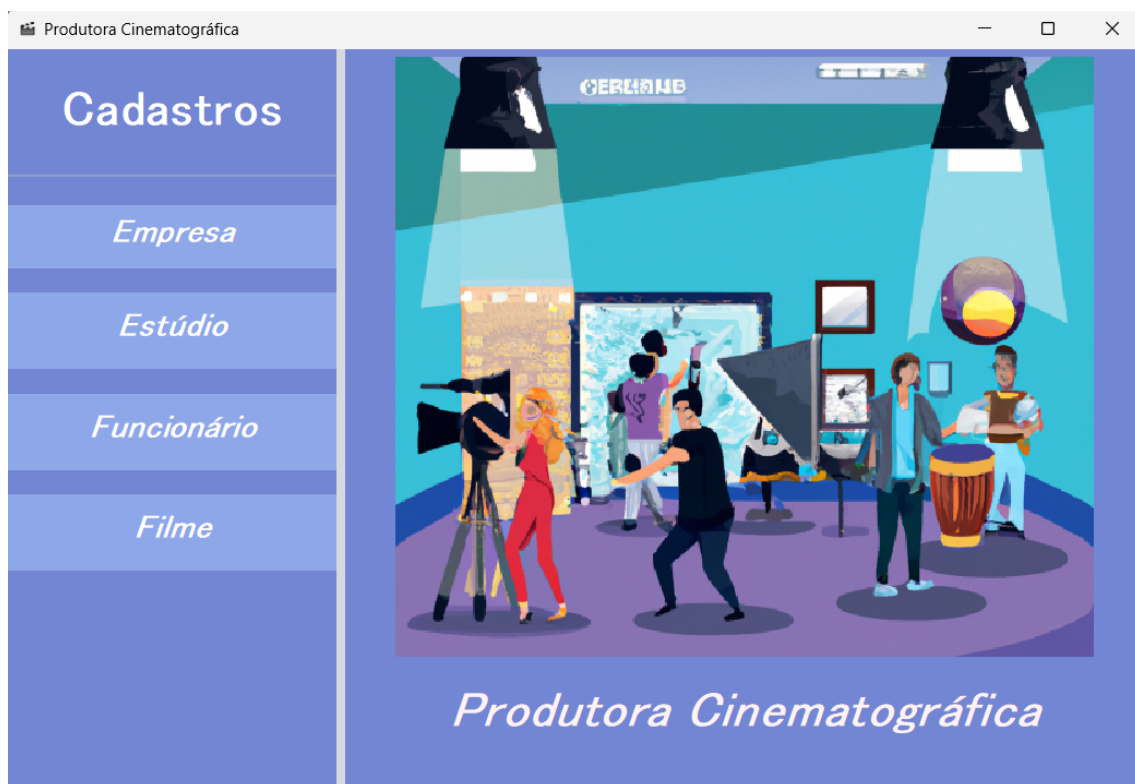 Produtora Cinematográfica
Cadastros
Empresa
Estúdio
Funcionário
Filme
Produtora Cinematográfica